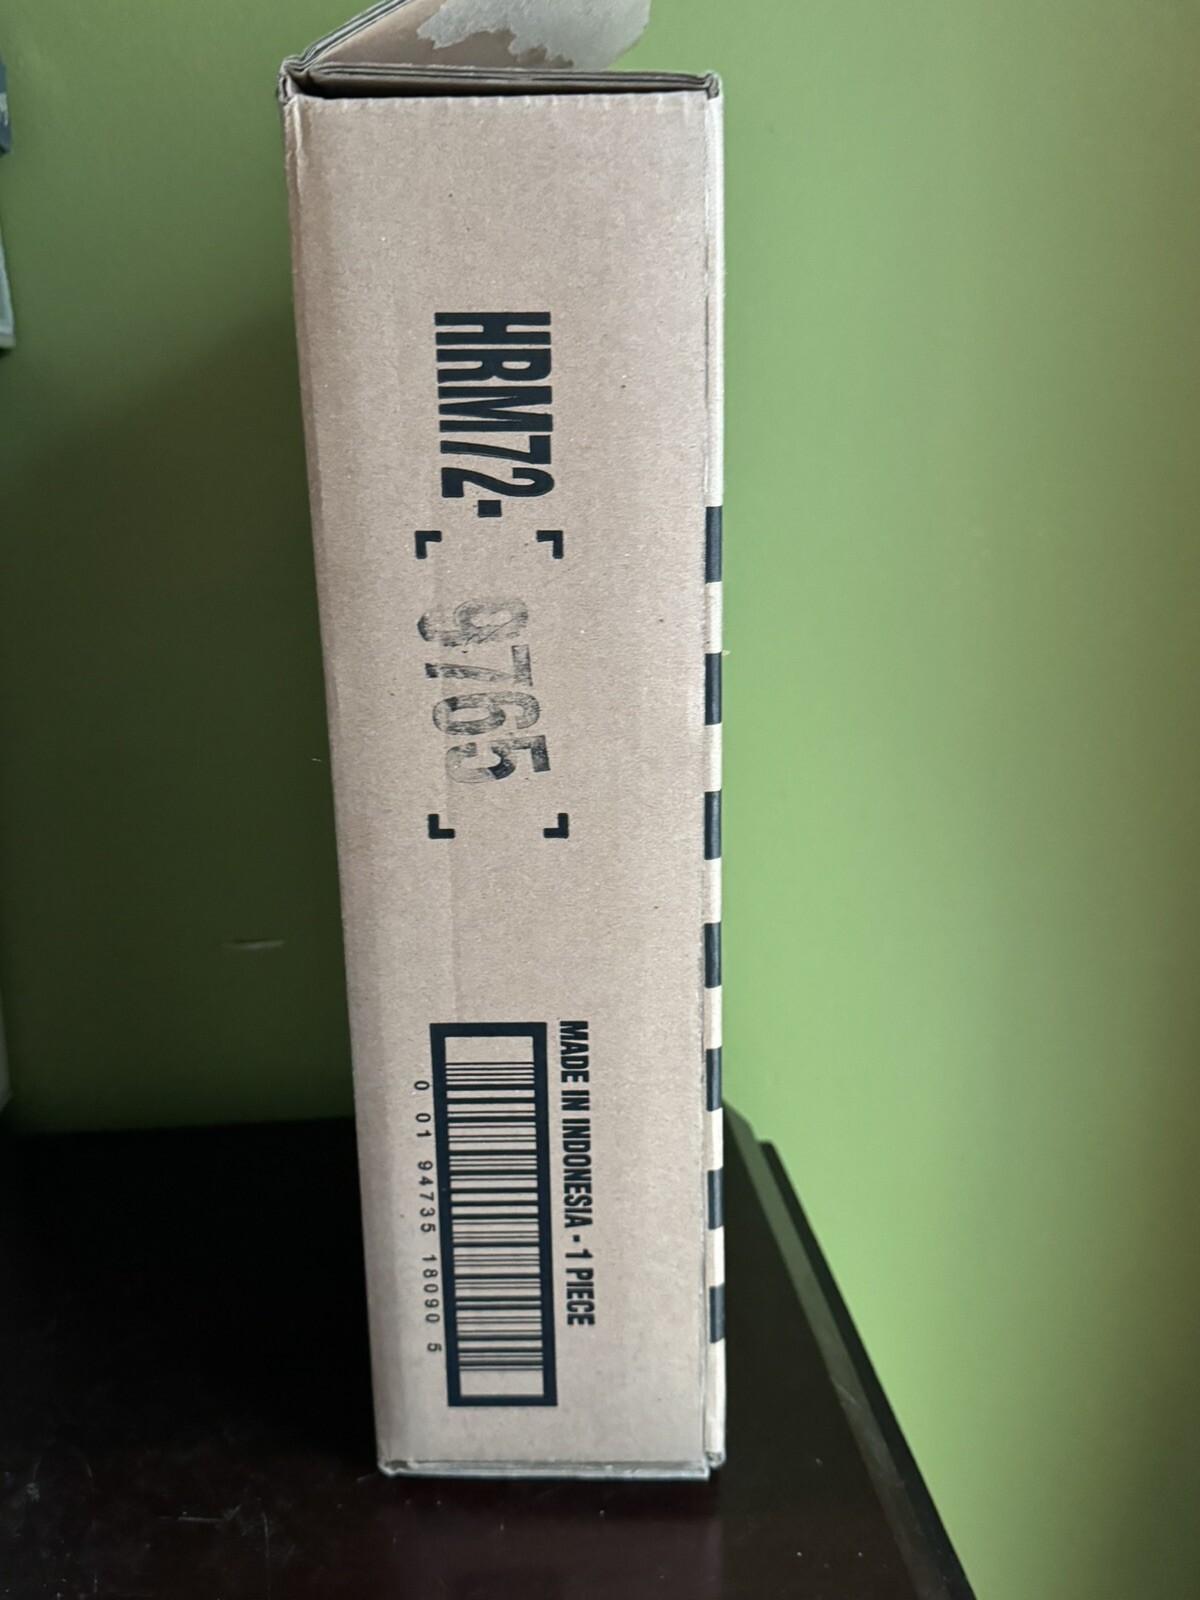 HRM72-
9765
MADE IN INDONESIA - 1 PIECE
0 01 94735 18090 5